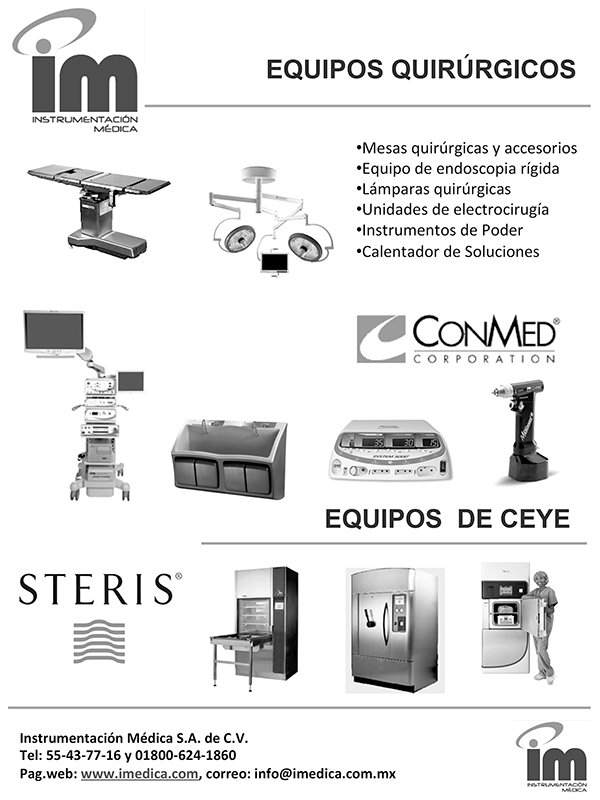 im
INSTRUMENTACIÓN
MÉDICA
EQUIPOS QUIRÚRGICOS
•Mesas quirúrgicas y accesorios
•Equipo de endoscopia rígida
•Lámparas quirúrgicas
•Unidades de electrocirugía
•Instrumentos de Poder
•Calentador de Soluciones
CONMED®
CORPORATION
SYSTEM 5000
EQUIPOS DE CEYE
STERIS®
Instrumentación Médica S.A. de C.V.
Tel: 55-43-77-16 y 01800-624-1860
Pag.web: www.imedica.com, correo: info@imedica.com.mx
im
INSTRUMENTACIÓN
MÉDICA